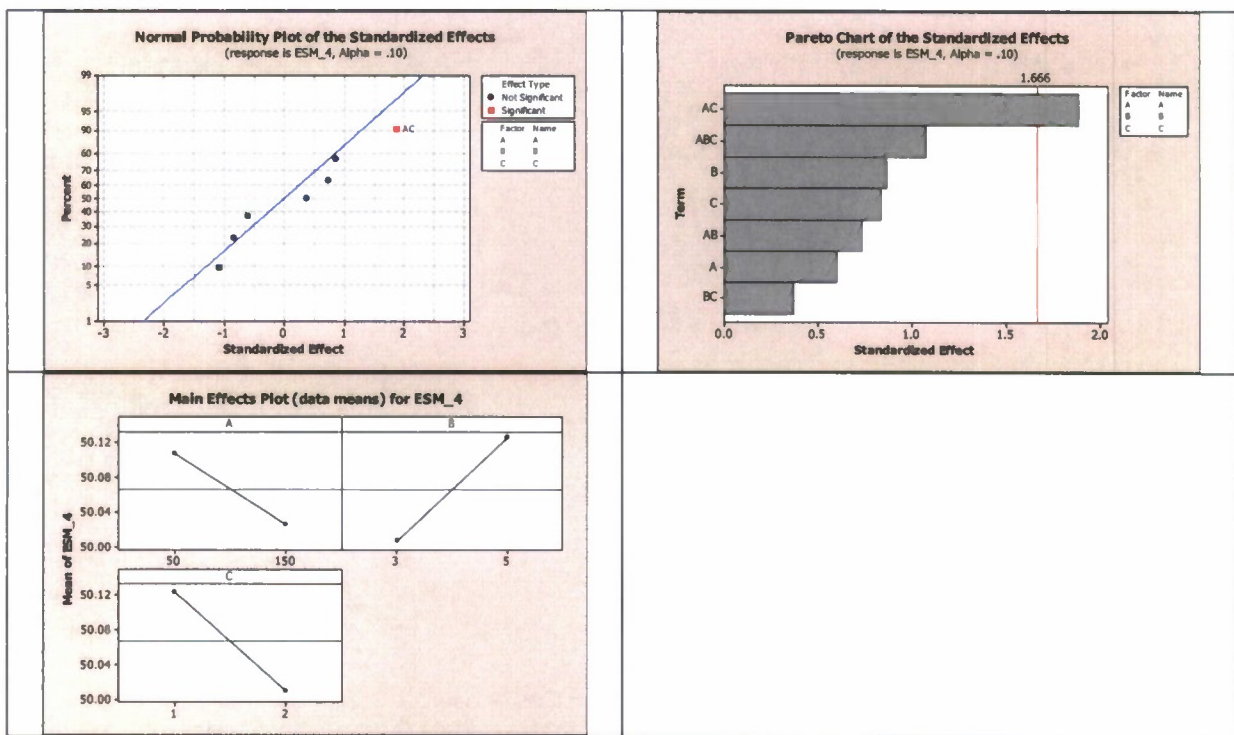 Normal Probability Plot of the Standardized Effects
(response is ESM_4, Alpha = .10)
99
95
90
60
70
60
50
40
30
20
10
5
1
Percent
AC
-3 -2 -1 0 1 2 3
Standardized Effect
Effect Type
Not Significant
Significant
Factor Name
A A
B B
C C
Pareto Chart of the Standardized Effects
(response is ESM_4, Alpha = .10)
1.666
AC
ABC
B
C
AB
A
BC
Term
0.0 0.5 1.0 1.5 2.0
Standardized Effect
Factor Name
A A
B B
C C
Main Effects Plot (data means) for ESM_4
A B
50.12
50.08
50.04
50.00
50 150 3 5
C
50.12
50.08
50.04
50.00
1 2
Mean of ESM_4